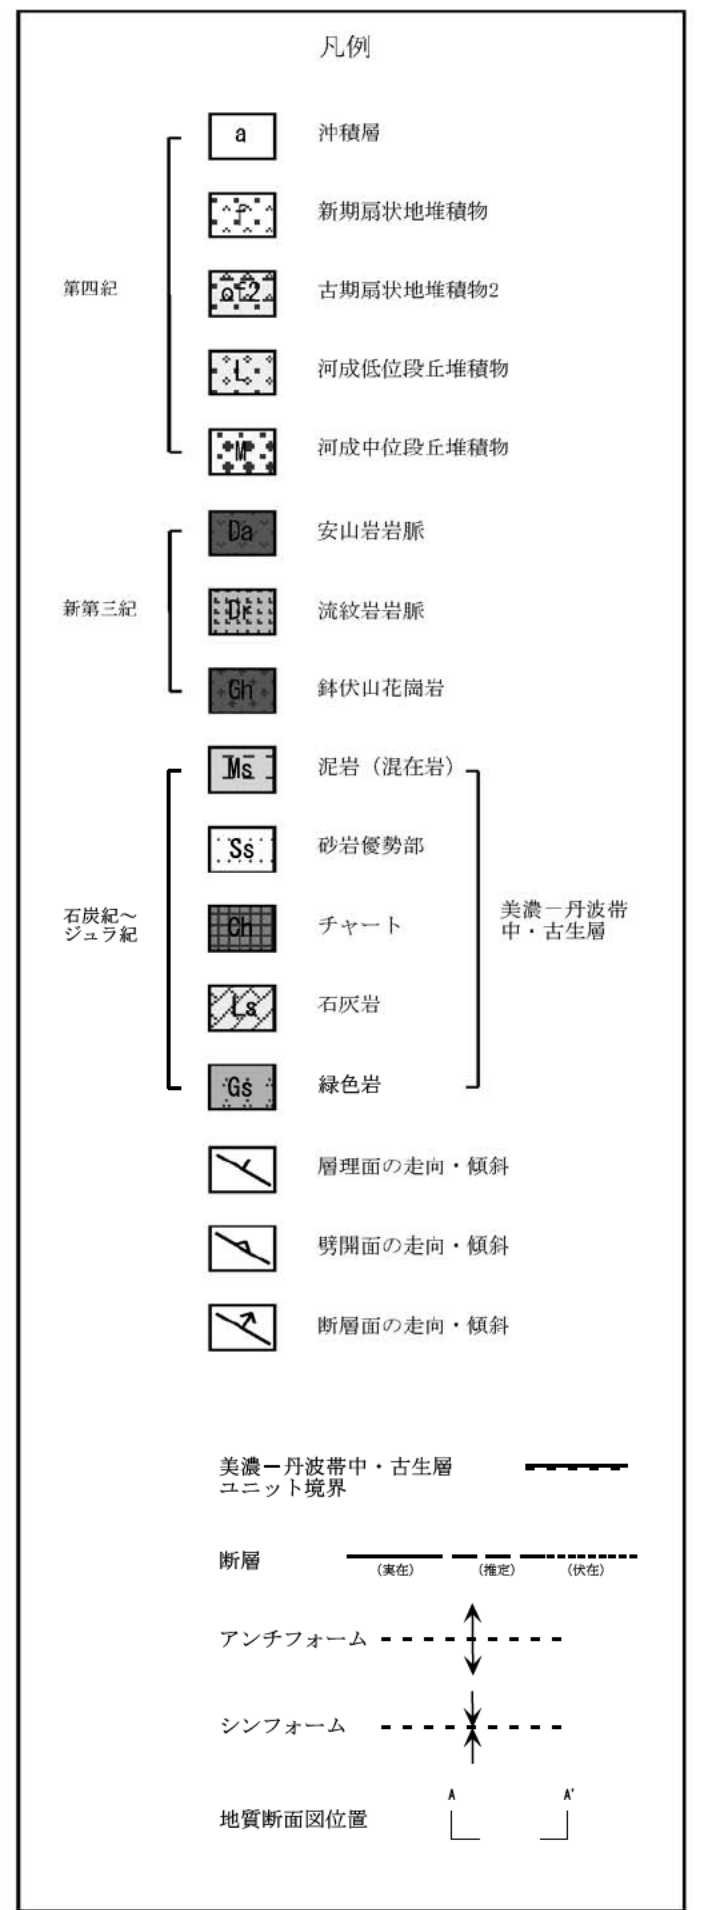 凡例
a 沖積層
f 新期扇状地堆積物
第四紀
of2 古期扇状地堆積物2
L 河成低位段丘堆積物
M 河成中位段丘堆積物
Da 安山岩岩脈
新第三紀
Dr 流紋岩岩脈
Gh 鉢伏山花崗岩
Ms 泥岩（混在岩）
Ss 砂岩優勢部
石炭紀～
ジュラ紀
Ch チャート
美濃－丹波帯
中・古生層
Ls 石灰岩
Gs 緑色岩
層理面の走向・傾斜
劈開面の走向・傾斜
断層面の走向・傾斜
美濃－丹波帯中・古生層
ユニット境界
断層
（実在） （推定） （伏在）
アンチフォーム
シンフォーム
A A'
地質断面図位置